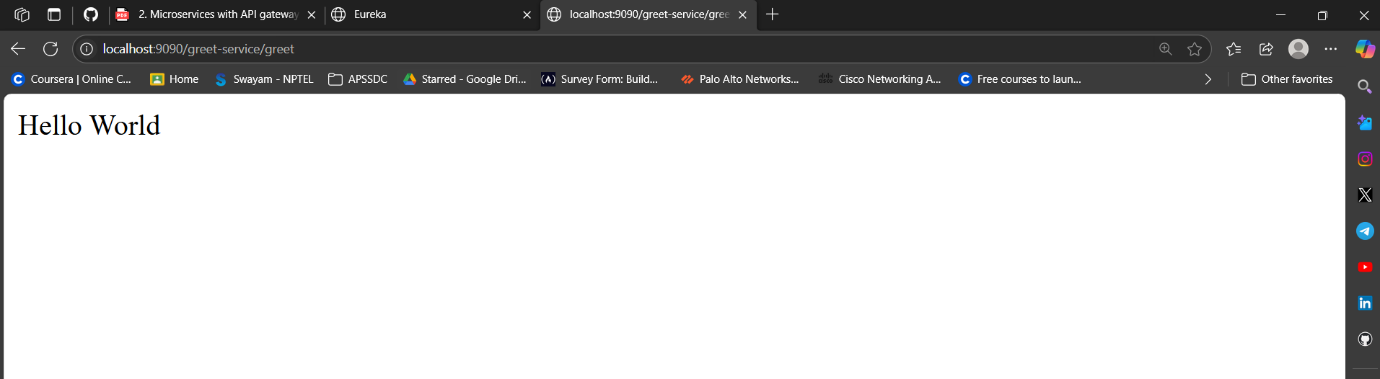 2. Microservices with API gateway
Eureka
localhost:9090/greet-service/gree
localhost:9090/greet-service/greet
Coursera | Online C...
Home
Swayam - NPTEL
APSSDC
Starred - Google Dri...
Survey Form: Build...
Palo Alto Networks...
Cisco Networking A...
Free courses to laun...
Other favorites
Hello World